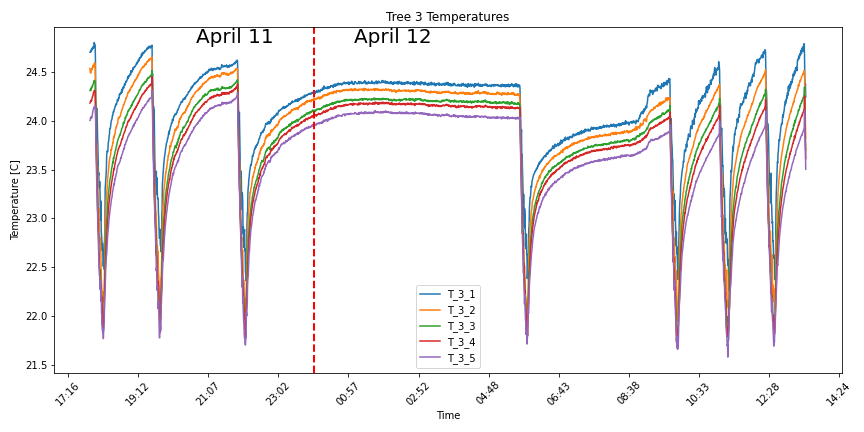 Tree 3 Temperatures
April 11
April 12
Temperature [C]
24.5
24.0
23.5
23.0
22.5
22.0
21.5
T_3_1
T_3_2
T_3_3
T_3_4
T_3_5
17:16
19:12
21:07
23:02
00:57
02:52
04:48
06:43
08:38
10:33
12:28
14:24
Time